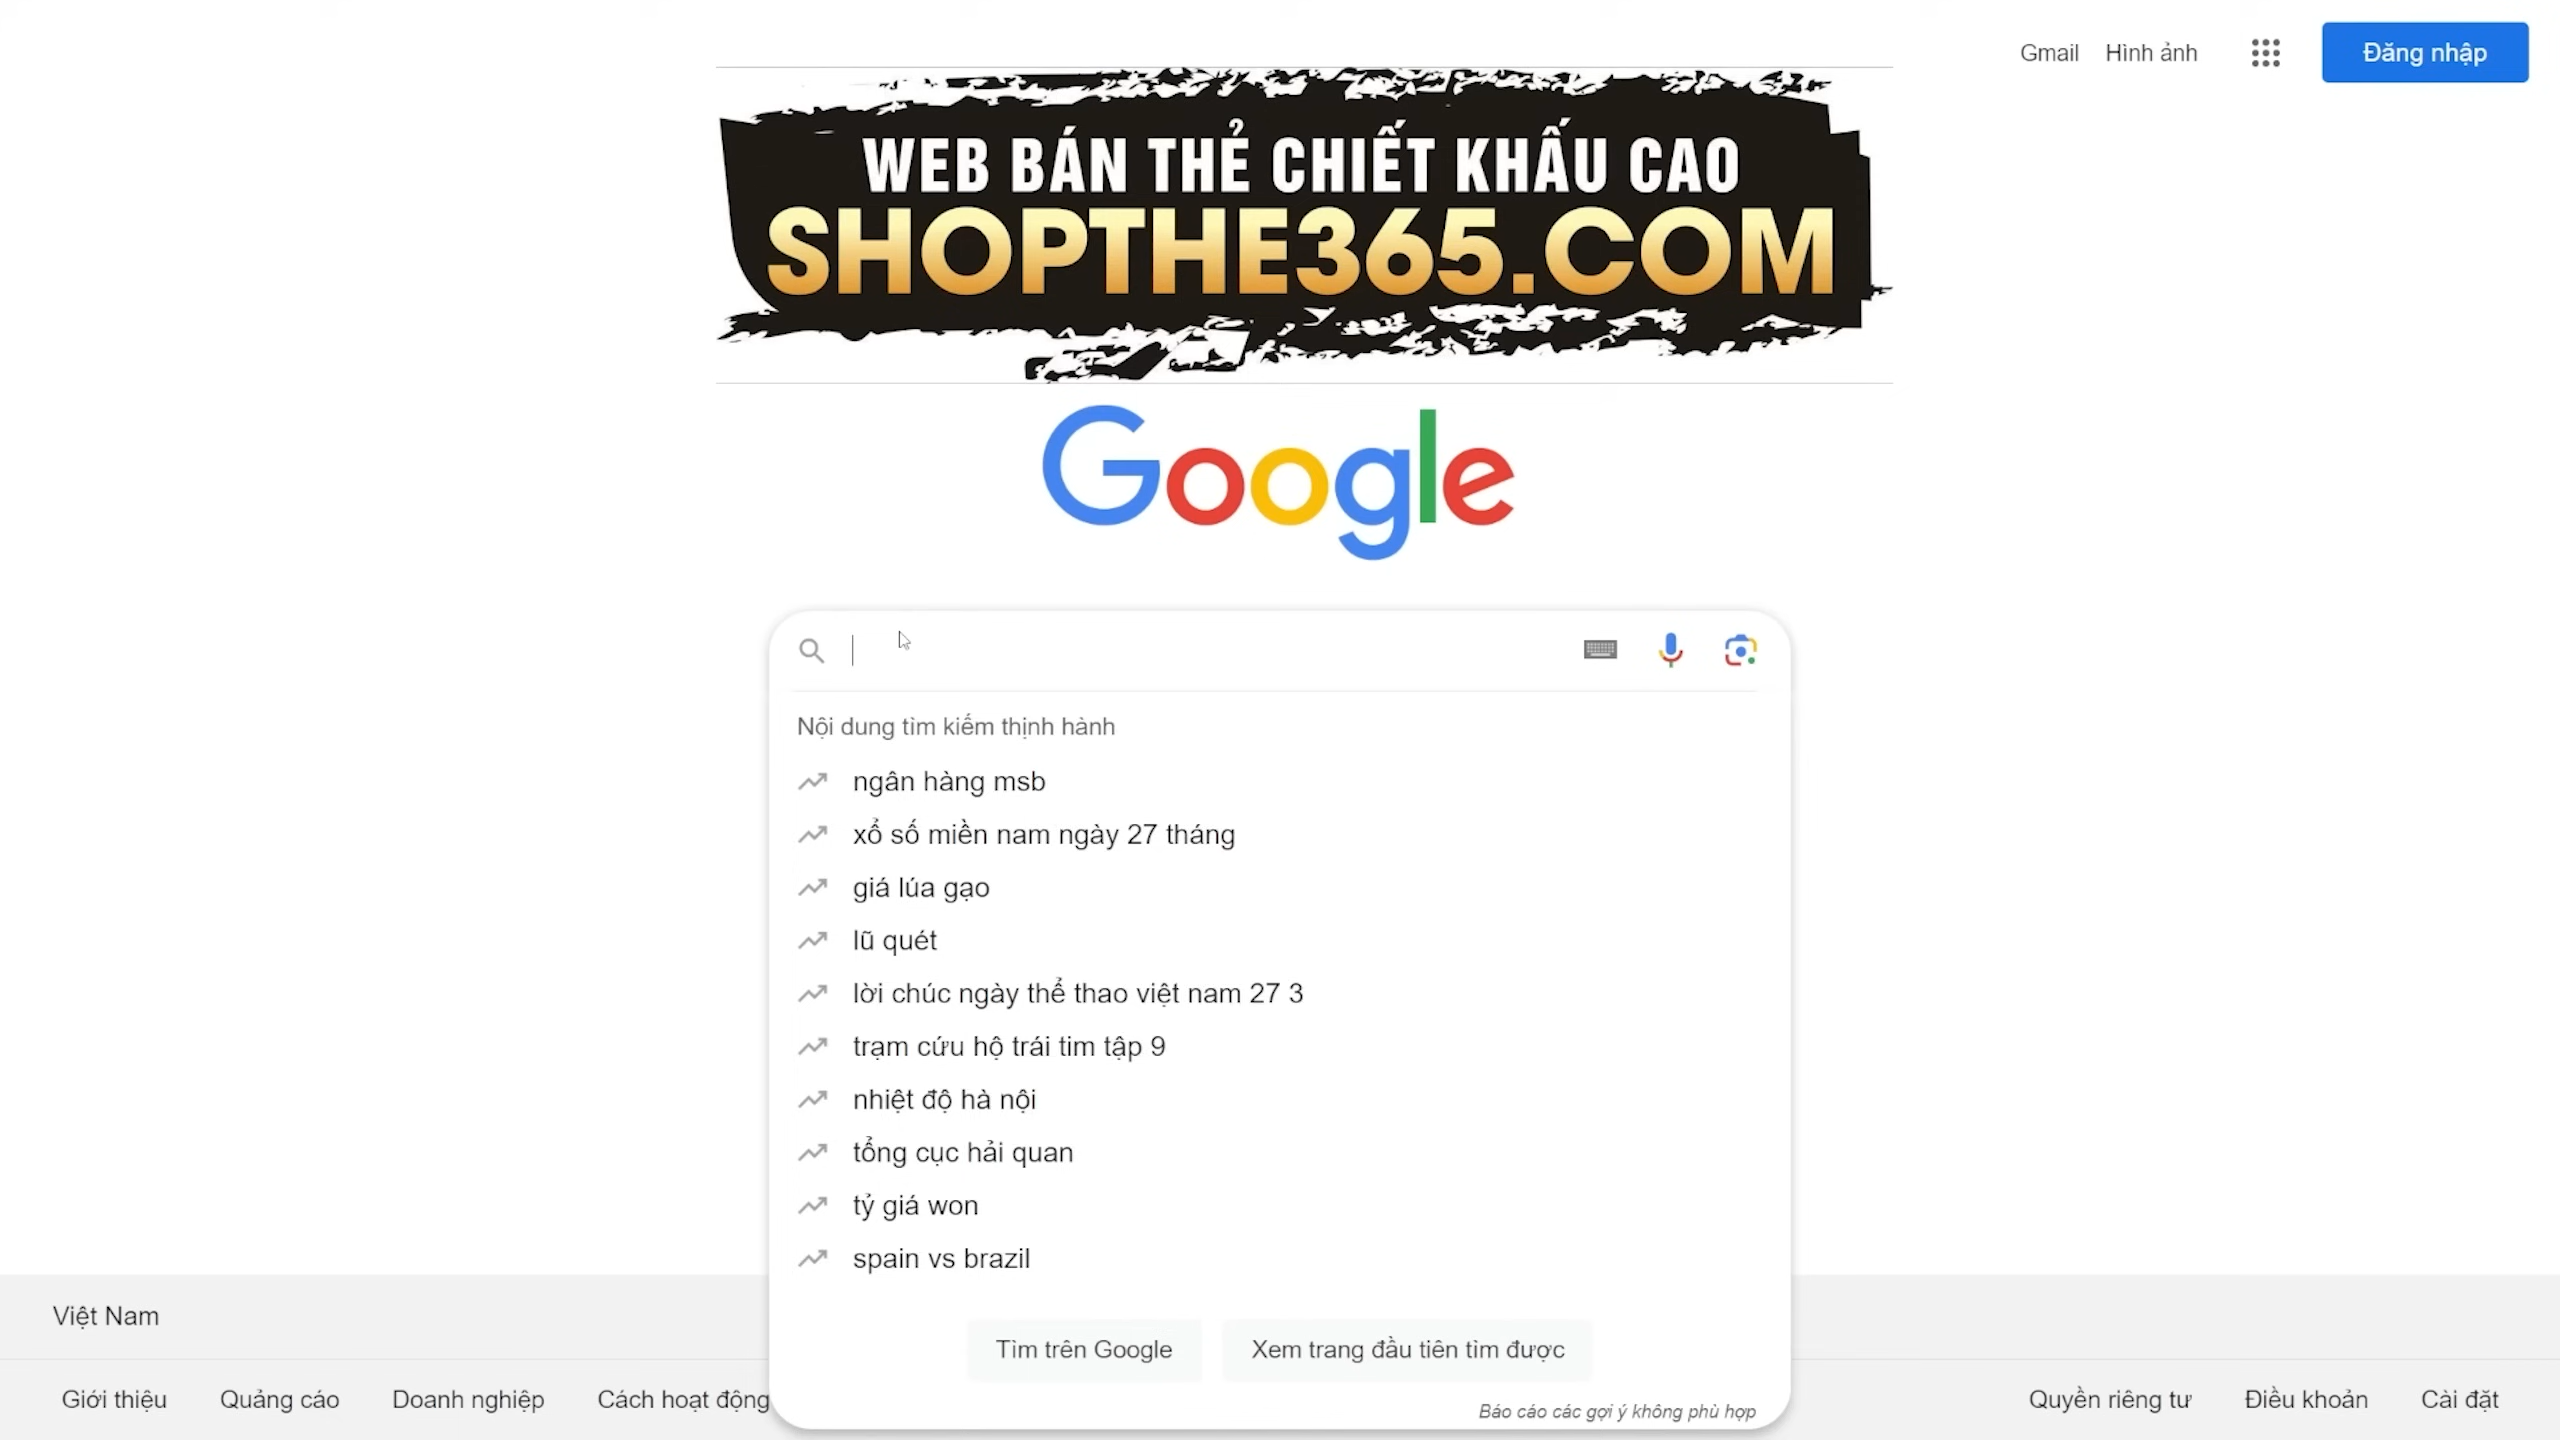 Gmail
Hình ảnh
Đăng nhập
WEB BÁN THẺ CHIẾT KHẤU CAO
SHOPTHE365.COM
Google
Nội dung tìm kiếm thịnh hành
ngân hàng msb
xổ số miền nam ngày 27 tháng
giá lúa gạo
lũ quét
lời chúc ngày thể thao việt nam 27 3
trạm cứu hộ trái tim tập 9
nhiệt độ hà nội
tổng cục hải quan
tỷ giá won
spain vs brazil
Việt Nam
Tìm trên Google
Xem trang đầu tiên tìm được
Giới thiệu
Quảng cáo
Doanh nghiệp
Cách hoạt động
Báo cáo các gợi ý không phù hợp
Quyền riêng tư
Điều khoản
Cài đặt